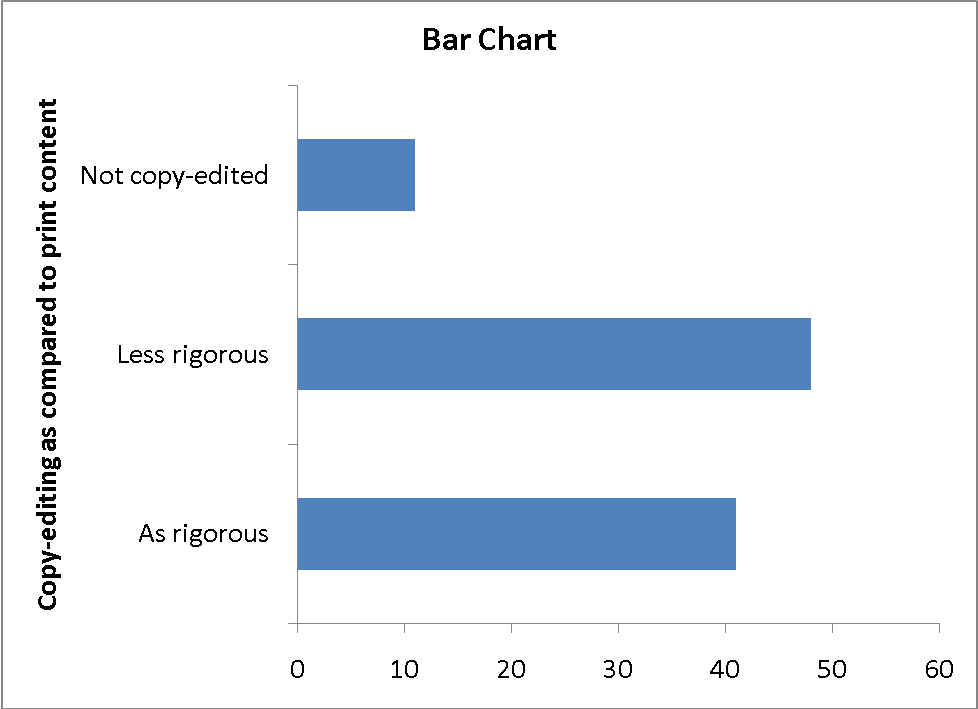 Bar Chart
Copy-editing as compared to print content
Not copy-edited
Less rigorous
As rigorous
0 10 20 30 40 50 60